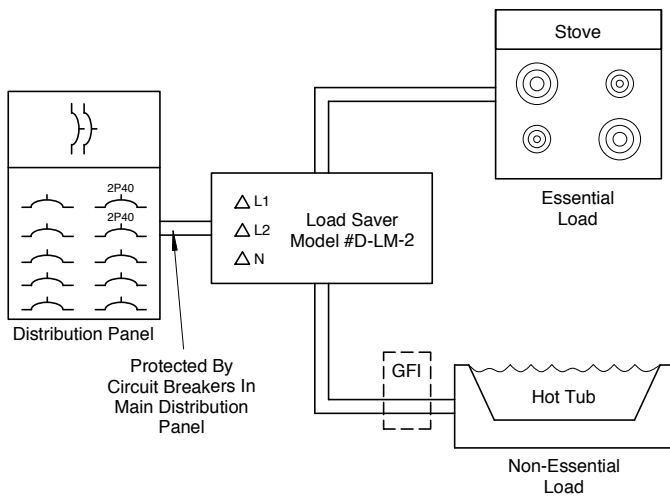 Stove
2P40
2P40
L1
L2
N
Load Saver
Model #D-LM-2
Essential
Load
Distribution Panel
Protected By
Circuit Breakers In
Main Distribution
Panel
GFI
Hot Tub
Non-Essential
Load